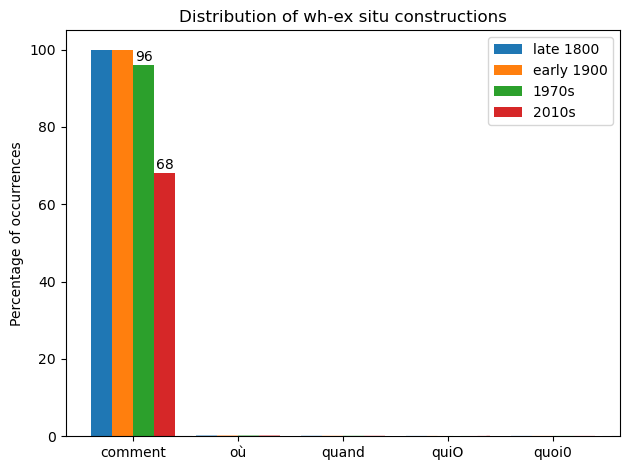 Distribution of wh-ex situ constructions
late 1800
early 1900
1970s
2010s
Percentage of occurrences
100
80
60
40
20
0
96
68
comment où quand quiO quoi0